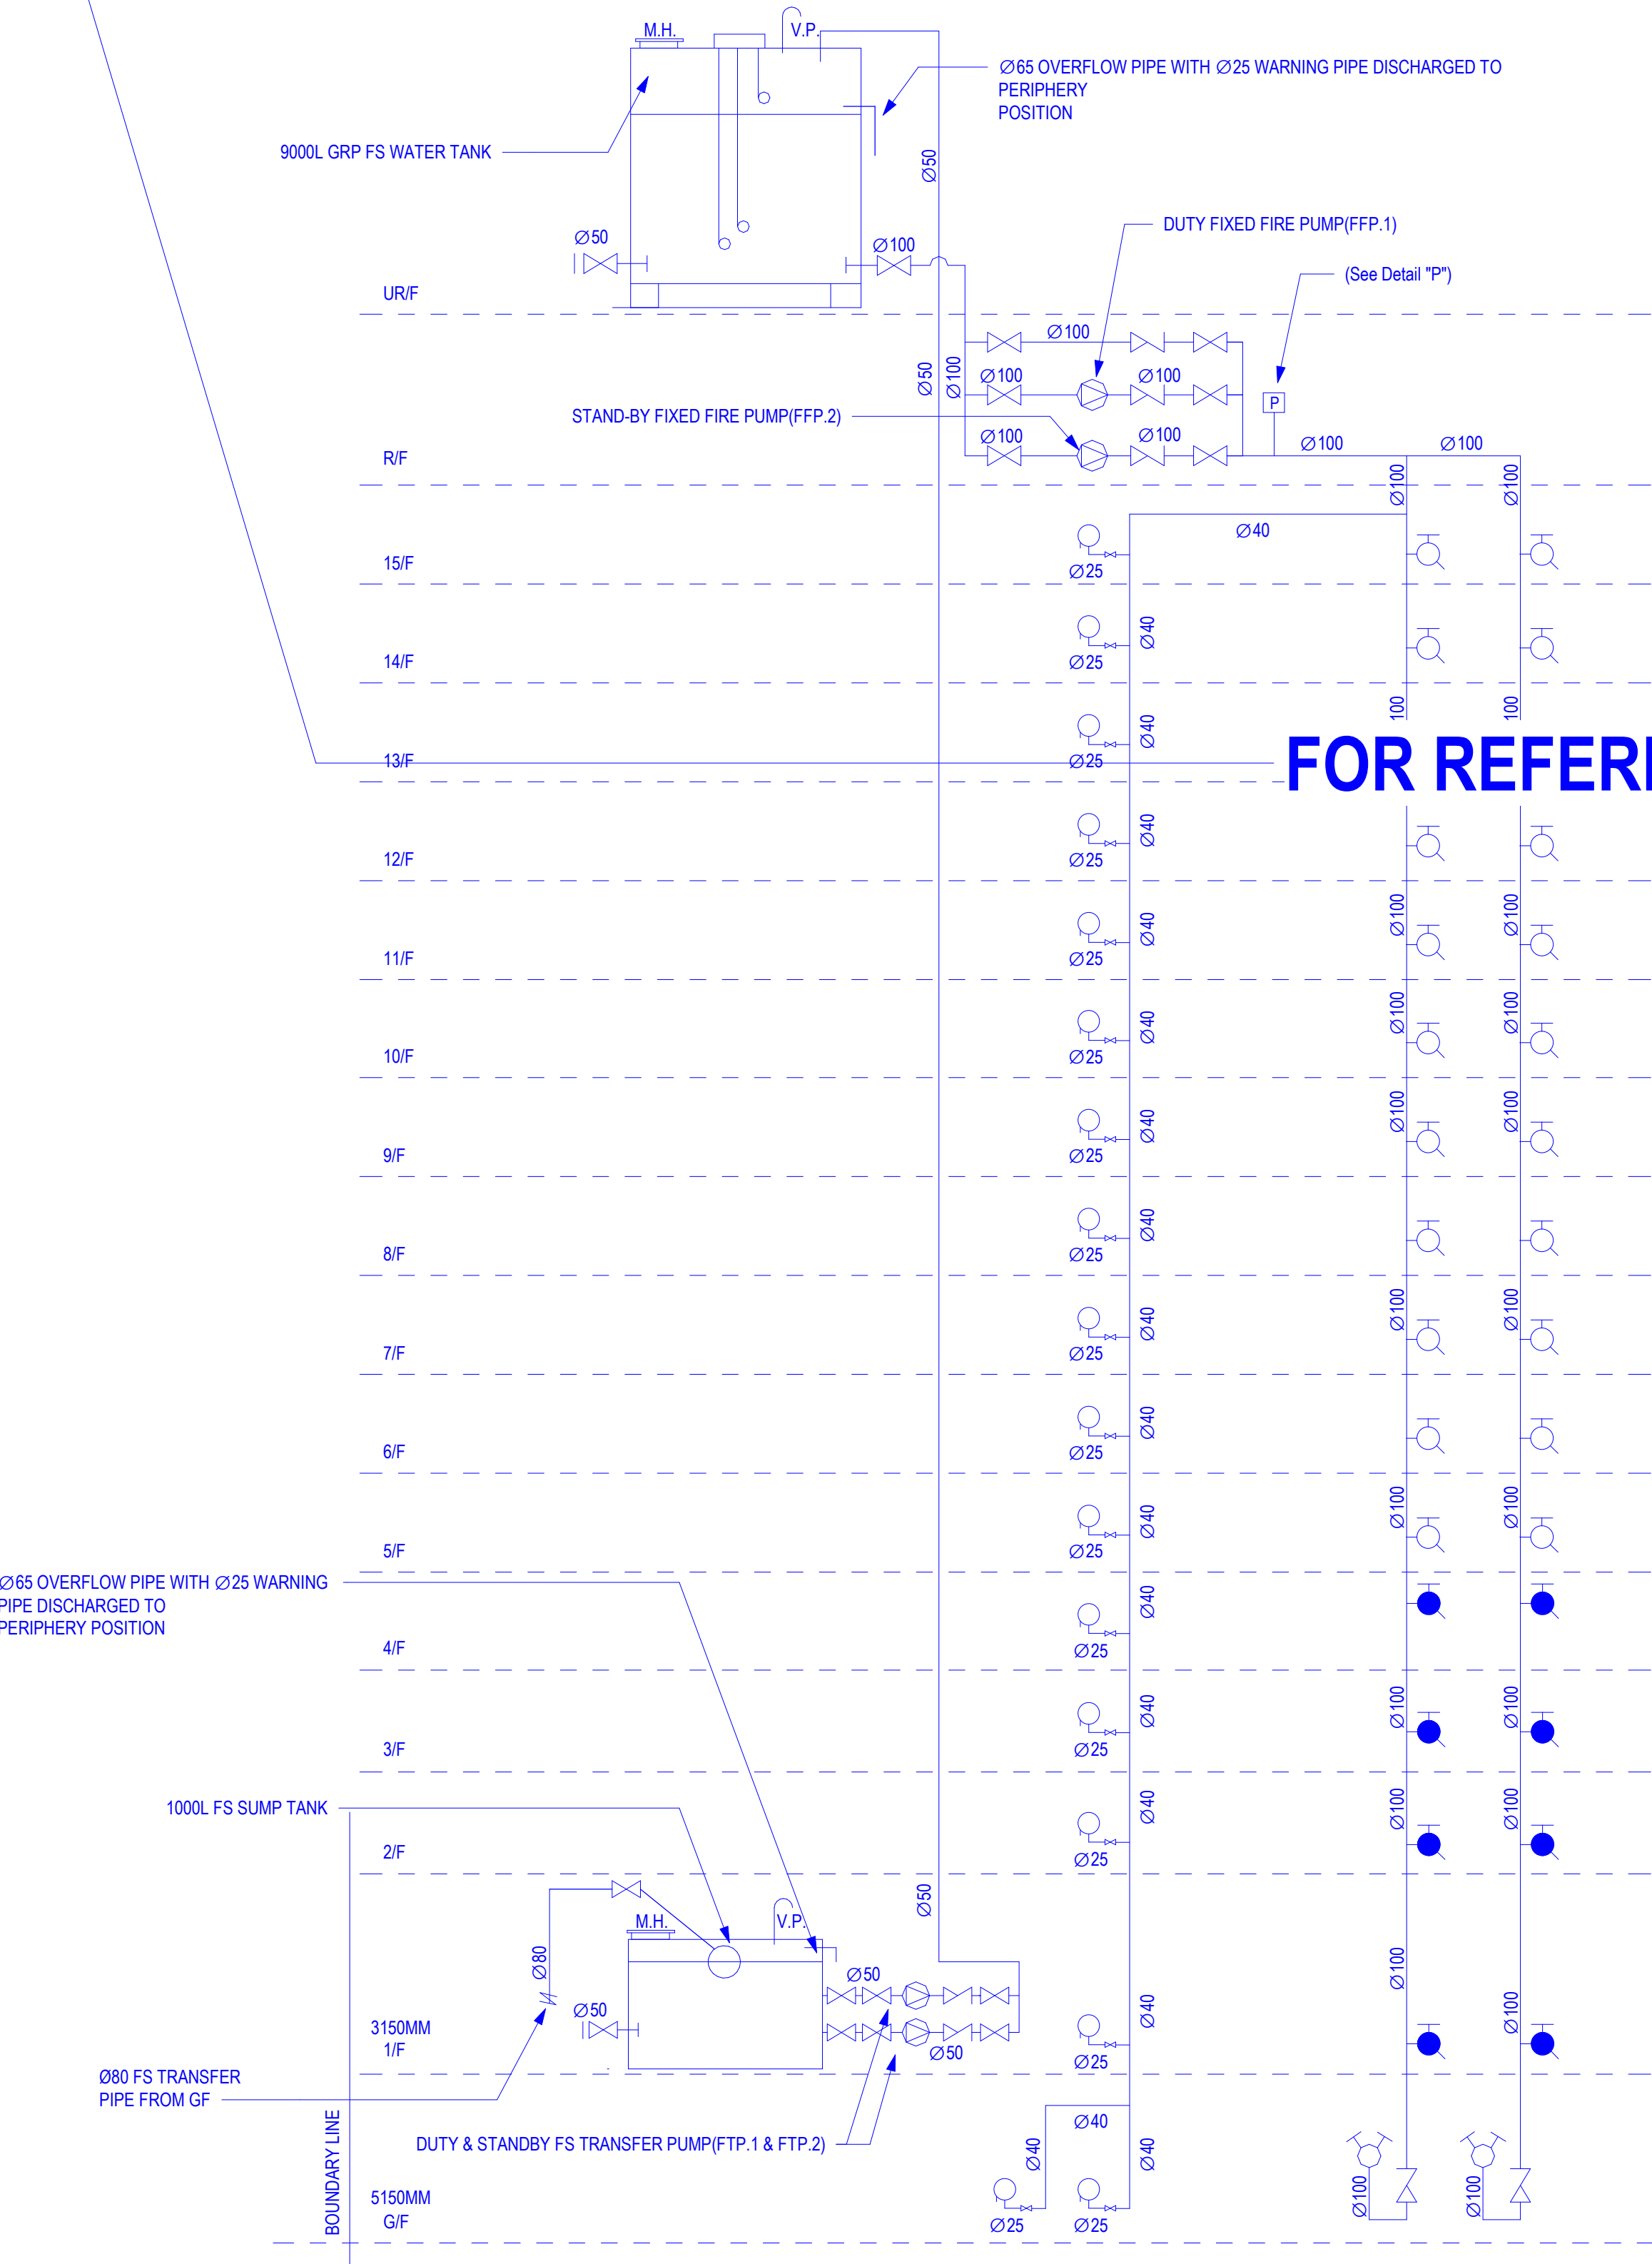 M.H.
V.P.
Ø65 OVERFLOW PIPE WITH Ø25 WARNING PIPE DISCHARGED TO
PERIPHERY
POSITION
9000L GRP FS WATER TANK
Ø50
Ø50
Ø100
DUTY FIXED FIRE PUMP(FFP.1)
(See Detail "P")
UR/F
Ø100
Ø50
Ø100
Ø100
Ø100
P
STAND-BY FIXED FIRE PUMP(FFP.2)
Ø100
Ø100
Ø100
Ø100
R/F
Ø100
Ø100
Ø40
15/F
Ø25
Ø40
14/F
Ø25
100
100
Ø40
13/F
Ø25
FOR REFER
Ø40
12/F
Ø25
Ø40
Ø100
Ø100
11/F
Ø25
Ø40
Ø100
Ø100
10/F
Ø25
Ø40
Ø100
Ø100
9/F
Ø25
Ø40
8/F
Ø25
Ø40
Ø100
Ø100
7/F
Ø25
Ø40
6/F
Ø25
Ø40
Ø100
Ø100
5/F
Ø25
Ø65 OVERFLOW PIPE WITH Ø25 WARNING
PIPE DISCHARGED TO
PERIPHERY POSITION
Ø40
4/F
Ø25
Ø40
Ø100
Ø100
3/F
Ø25
1000L FS SUMP TANK
Ø40
Ø100
Ø100
2/F
Ø25
Ø50
M.H.
V.P.
Ø80
Ø50
Ø50
Ø50
Ø40
Ø100
Ø100
3150MM
1/F
Ø25
Ø80 FS TRANSFER
PIPE FROM GF
BOUNDARY LINE
DUTY & STANDBY FS TRANSFER PUMP(FTP.1 & FTP.2)
Ø40
Ø40
Ø40
Ø100
Ø100
5150MM
G/F
Ø25
Ø25